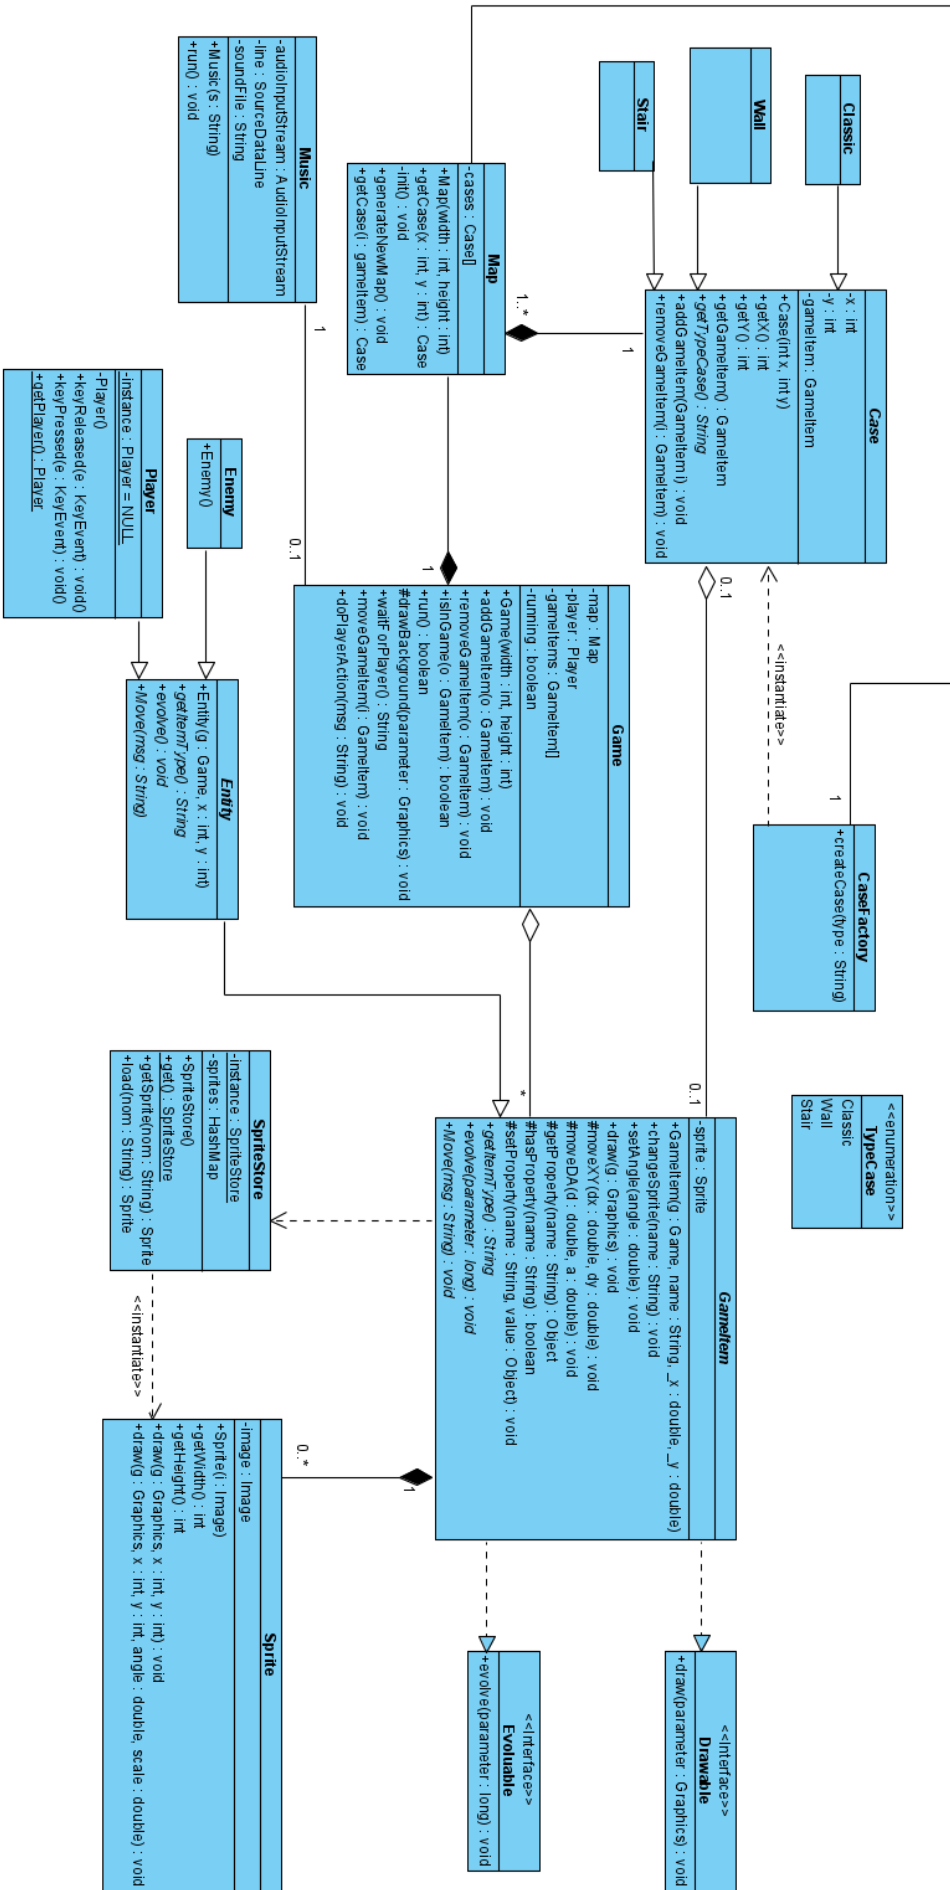 Classic
Wall
Stair
Case
-x : int
-y : int
-gameItem : GameItem
+Case(int x, int y)
+getX() : int
+getY() : int
+getGameItem() : GameItem
+getTypeCase() : String
+addGameItem(GameItem i) : void
+removeGameItem(i : GameItem) : void
<<instantiate>>
1
CaseFactory
+createCase(type : String)
<<enumeration>>
TypeCase
Classic
Wall
Stair
1..*
1
0..1
0..1
Map
-cases : Case[]
+Map(width : int, height : int)
+getCase(x : int, y : int) : Case
-init() : void
+generateNewMap() : void
+getCase(i : gameItem) : Case
1
Music
-audioInputStream : AudioInputStream
-line : SourceDataLine
-soundFile : String
+Music(s : String)
+run() : void
1
0..1
Game
-map : Map
-player : Player
-gameItems : GameItem[]
-running : boolean
+Game(width : int, height : int)
+addGameItem(o : GameItem) : void
+removeGameItem(o : GameItem) : void
+isInGame(o : GameItem) : boolean
+run() : boolean
#drawBackground(parameter : Graphics) : void
+waitForPlayer() : String
+moveGameItem(i : GameItem) : void
+doPlayerAction(msg : String) : void
*
GameItem
-sprite : Sprite
+GameItem(g : Game, name : String, _x : double, _y : double)
+changeSprite(name : String) : void
+setAngle(angle : double) : void
+draw(g : Graphics) : void
#moveXY(dx : double, dy : double) : void
#moveDA(d : double, a : double) : void
#getProperty(name : String) : Object
#hasProperty(name : String) : boolean
#setProperty(name : String, value : Object) : void
+getItemType() : String
+evolve(parameter : long) : void
+Move(msg : String) : void
<<Interface>>
Drawable
+draw(parameter : Graphics) : void
<<Interface>>
Evoluable
+evolve(parameter : long) : void
Enemy
+Enemy()
Player
-instance : Player = NULL
-Player()
+keyReleased(e : KeyEvent) : void()
+keyPressed(e : KeyEvent) : void()
+getPlayer() : Player
Entity
+Entity(g : Game, x : int, y : int)
+getItemType() : String
+evolve() : void
+Move(msg : String)
SpriteStore
-instance : SpriteStore
-sprites : HashMap
+SpriteStore()
+get() : SpriteStore
+getSprite(nom : String) : Sprite
+load(nom : String) : Sprite
<<instantiate>>
0..*
1
Sprite
-image : Image
+Sprite(i : Image)
+getWidth() : int
+getHeight() : int
+draw(g : Graphics, x : int, y : int) : void
+draw(g : Graphics, x : int, y : int, angle : double, scale : double) : void